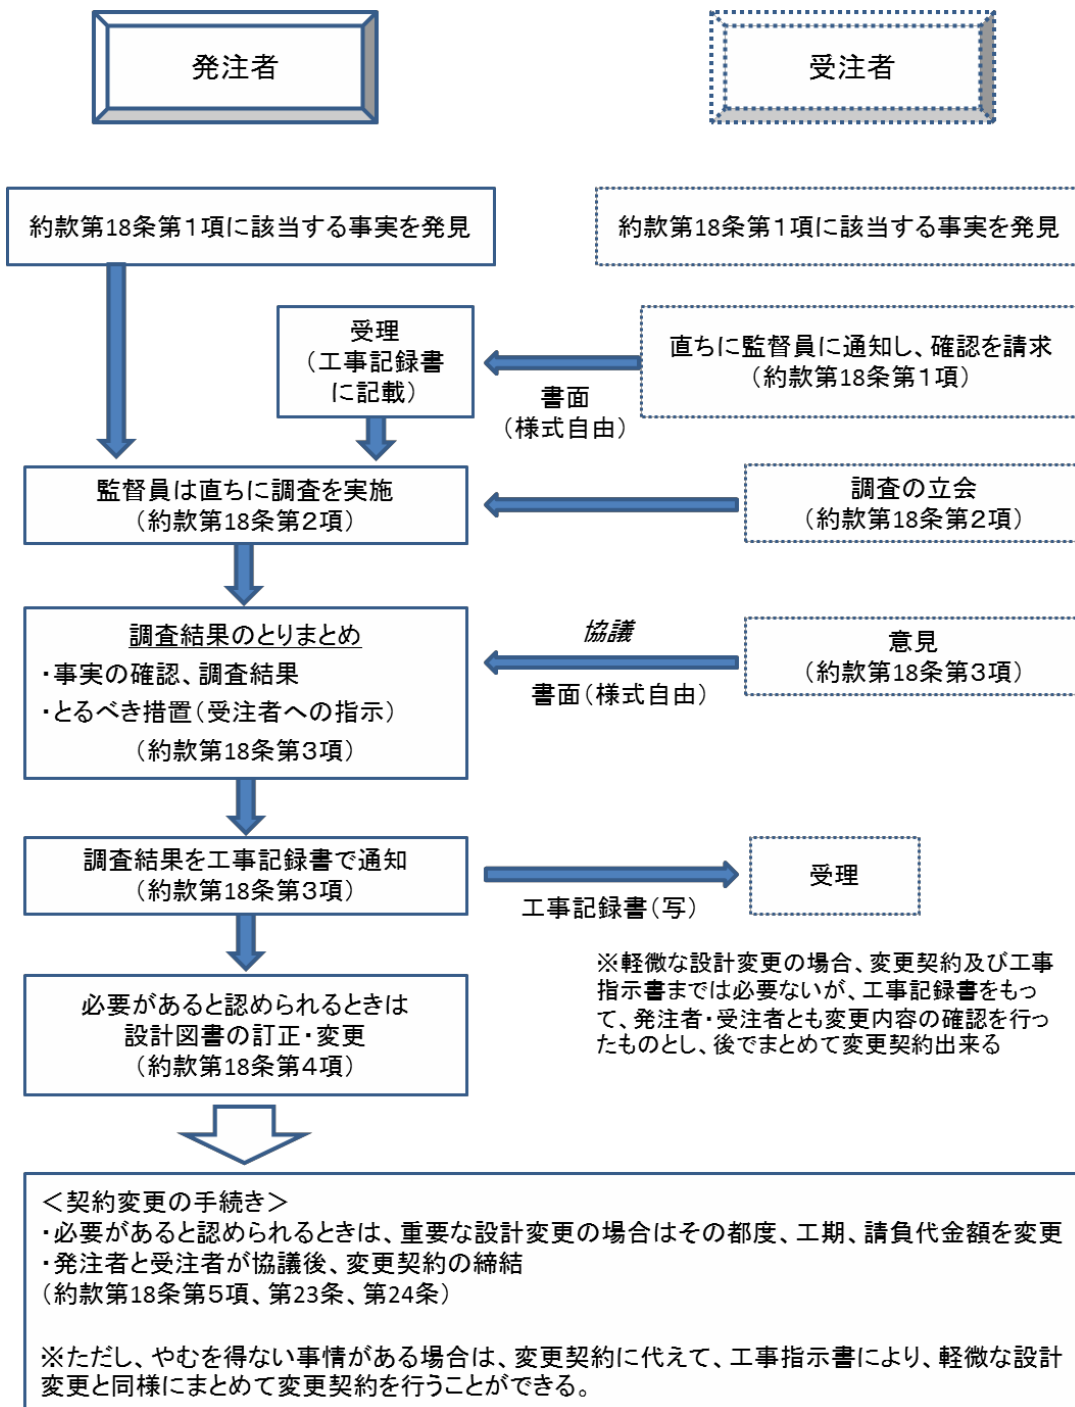 発注者
受注者
約款第18条第１項に該当する事実を発見
約款第18条第１項に該当する事実を発見
受理
（工事記録書
に記載）
直ちに監督員に通知し、確認を請求
（約款第18条第１項）
書面
（様式自由）
監督員は直ちに調査を実施
（約款第18条第２項）
調査の立会
（約款第18条第２項）
調査結果のとりまとめ
・事実の確認、調査結果
・とるべき措置（受注者への指示）
（約款第18条第３項）
協議
書面（様式自由）
意見
（約款第18条第３項）
調査結果を工事記録書で通知
（約款第18条第３項）
工事記録書（写）
受理
※軽微な設計変更の場合、変更契約及び工事
指示書までは必要ないが、工事記録書をもっ
て、発注者・受注者とも変更内容の確認を行っ
たものとし、後でまとめて変更契約出来る
必要があると認められるときは
設計図書の訂正・変更
（約款第18条第４項）
＜契約変更の手続き＞
・必要があると認められるときは、重要な設計変更の場合はその都度、工期、請負代金額を変更
・発注者と受注者が協議後、変更契約の締結
（約款第18条第５項、第23条、第24条）
※ただし、やむを得ない事情がある場合は、変更契約に代えて、工事指示書により、軽微な設計
変更と同様にまとめて変更契約を行うことができる。